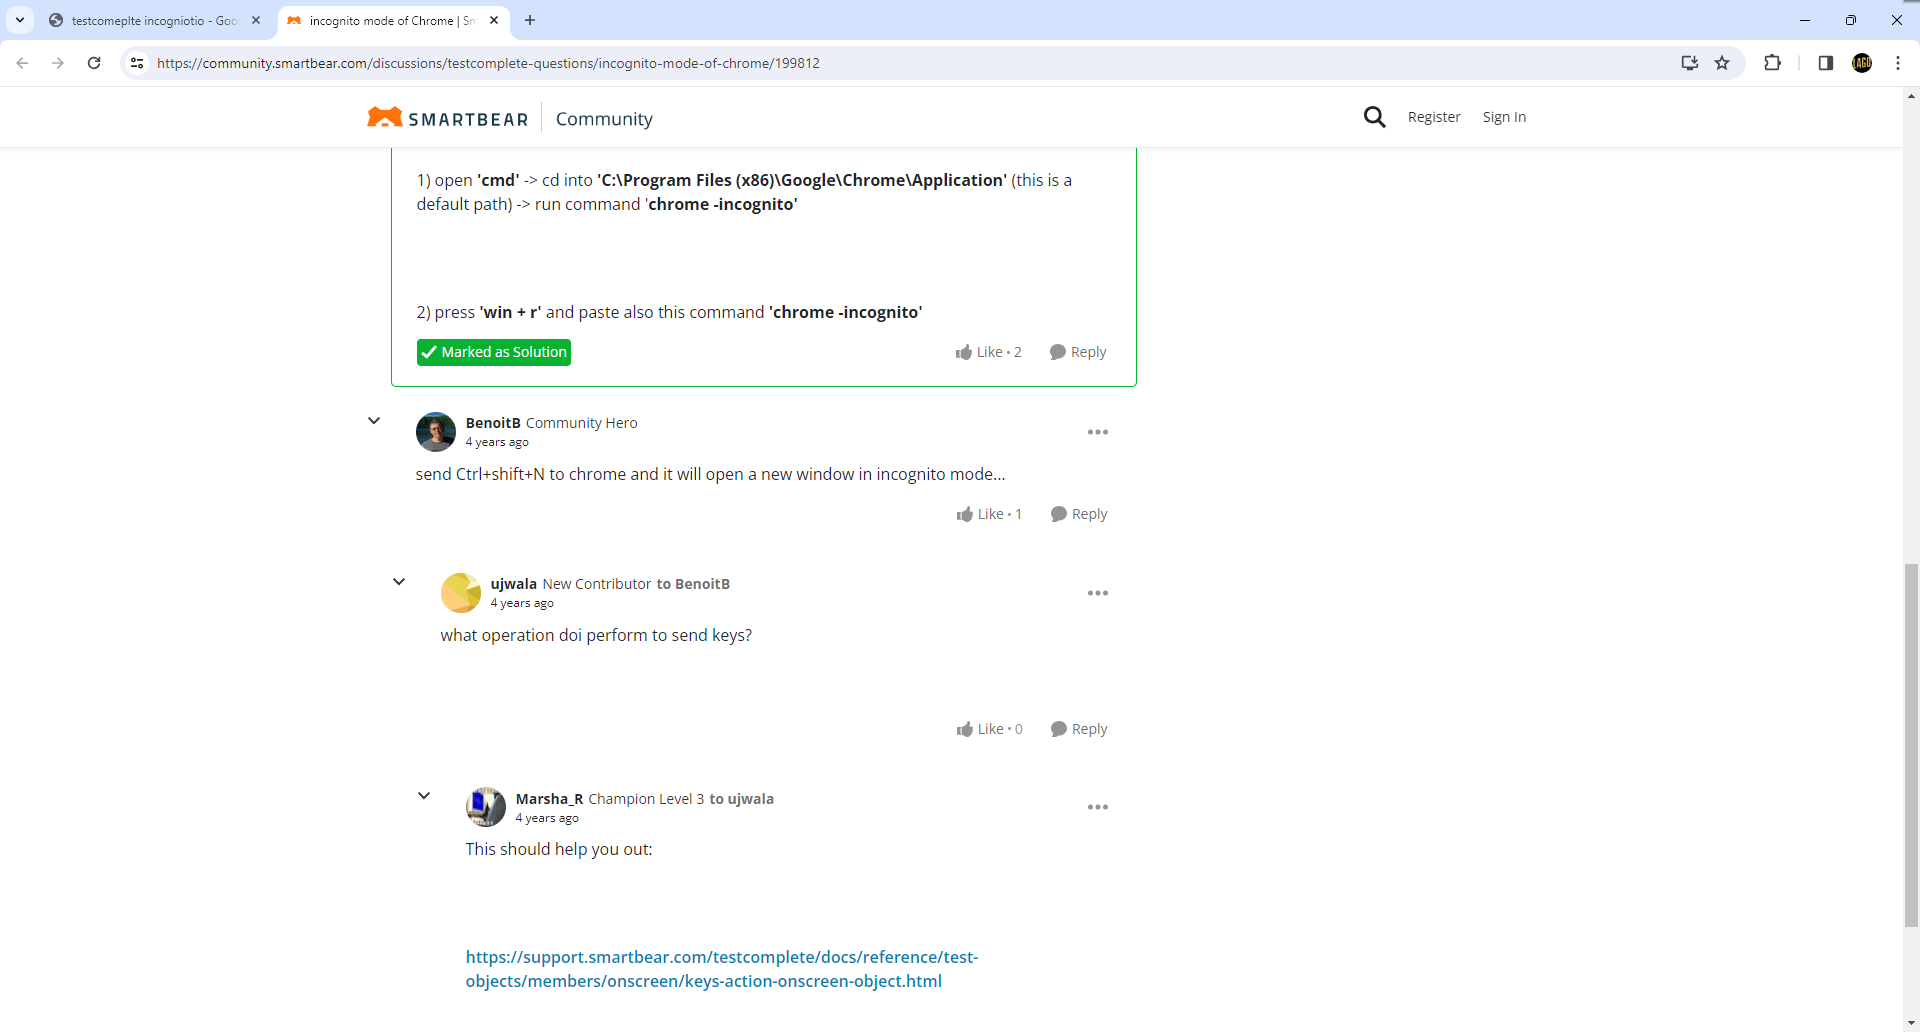 testcomeplte incogniotio - Goo
incognito mode of Chrome | Sm
https://community.smartbear.com/discussions/testcomplete-questions/incognito-mode-of-chrome/199812
SMARTBEAR Community
Register Sign In
1) open 'cmd' -> cd into 'C:\Program Files (x86)\Google\Chrome\Application' (this is a
default path) -> run command 'chrome -incognito'
2) press 'win + r' and paste also this command 'chrome -incognito'
Marked as Solution
Like • 2 Reply
BenoitB Community Hero
4 years ago
send Ctrl+shift+N to chrome and it will open a new window in incognito mode...
Like • 1 Reply
ujwala New Contributor to BenoitB
4 years ago
what operation doi perform to send keys?
Like • 0 Reply
Marsha_R Champion Level 3 to ujwala
4 years ago
This should help you out:
https://support.smartbear.com/testcomplete/docs/reference/test-
objects/members/onscreen/keys-action-onscreen-object.html